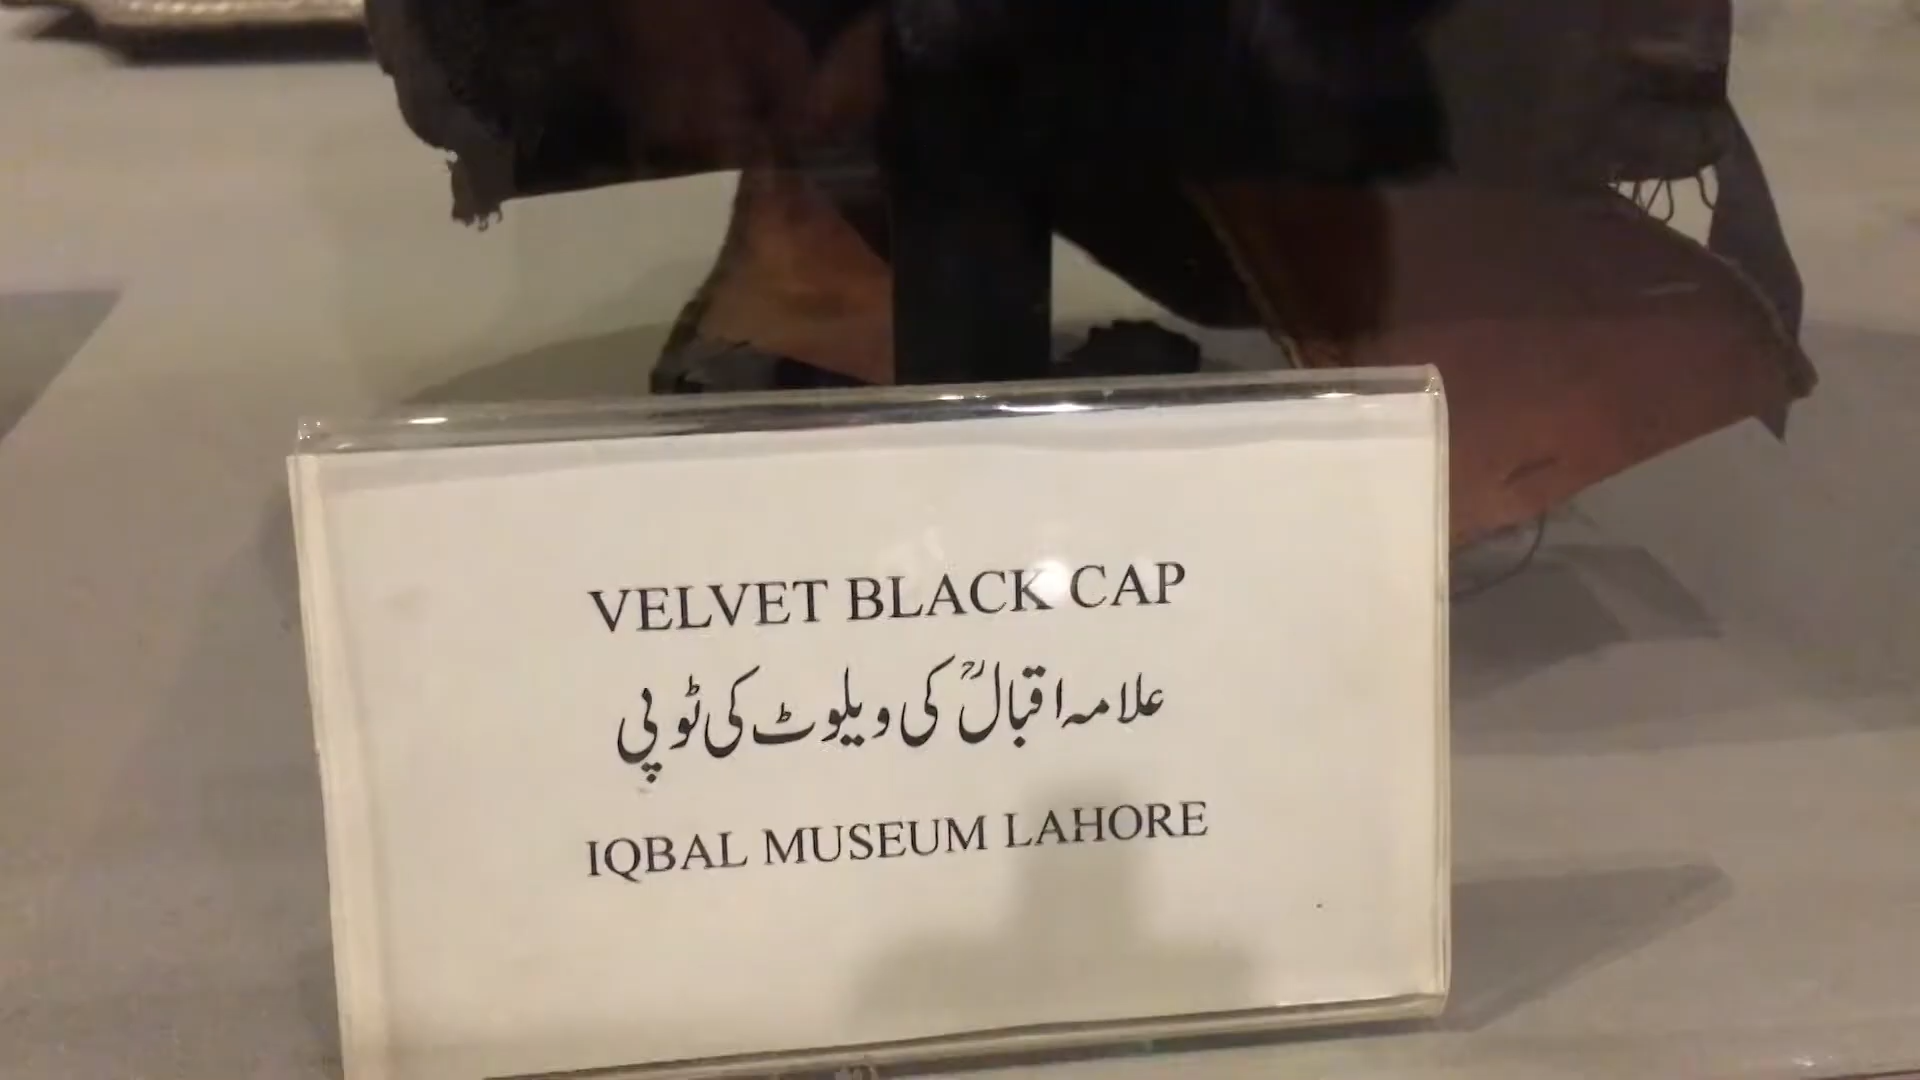 VELVET BLACK CAP
علامہ اقبالؒ کی ویلوٹ کی ٹوپی
IQBAL MUSEUM LAHORE